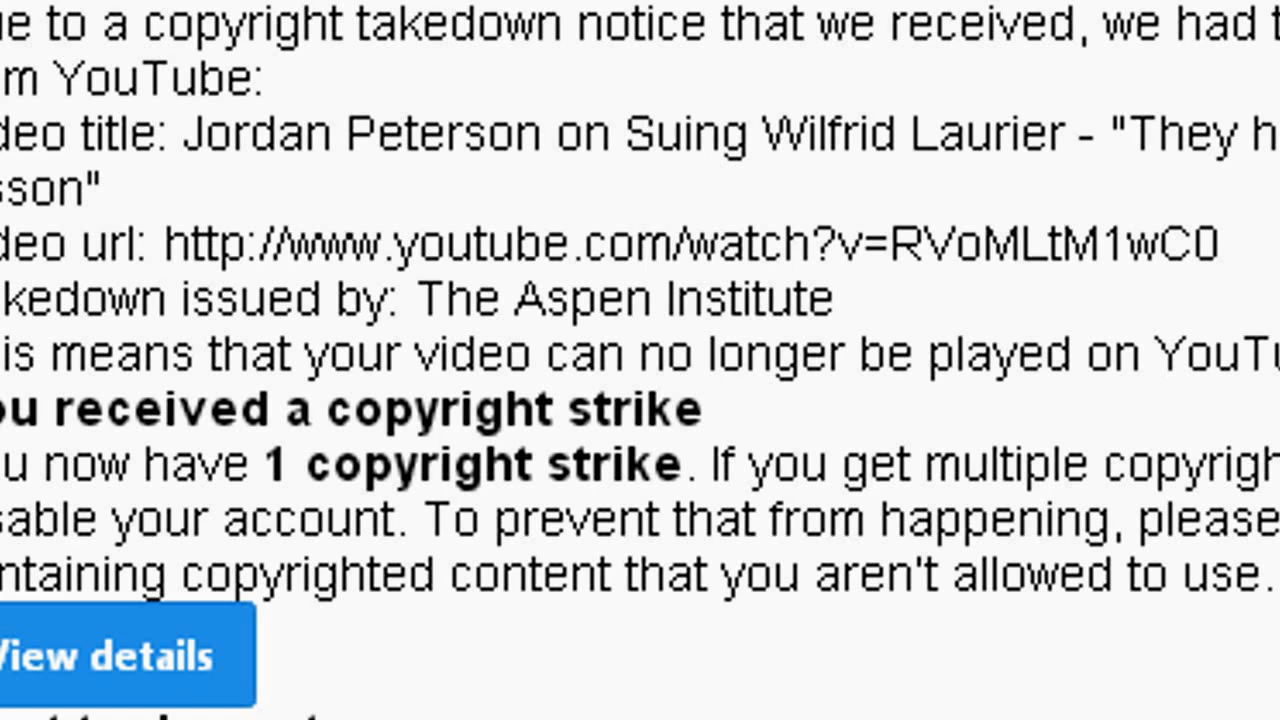 ue to a copyright takedown notice that we received, we had t
om YouTube:
deo title: Jordan Peterson on Suing Wilfrid Laurier - "They h
sson"
deo url: http://www.youtube.com/watch?v=RVoMLtM1wC0
kedown issued by: The Aspen Institute
is means that your video can no longer be played on YouTu
ou received a copyright strike
u now have 1 copyright strike. If you get multiple copyrigh
sable your account. To prevent that from happening, please
ntaining copyrighted content that you aren't allowed to use.
View details